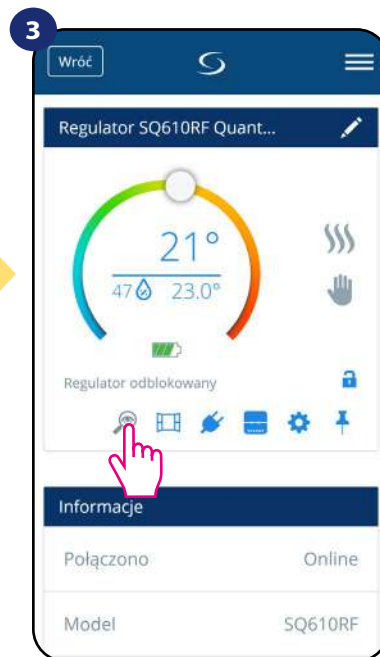 3
Wróć
Regulator SQ610RF Quant...
21°
47 23.0°
Regulator odblokowany
Informacje
Połączono Online
Model SQ610RF